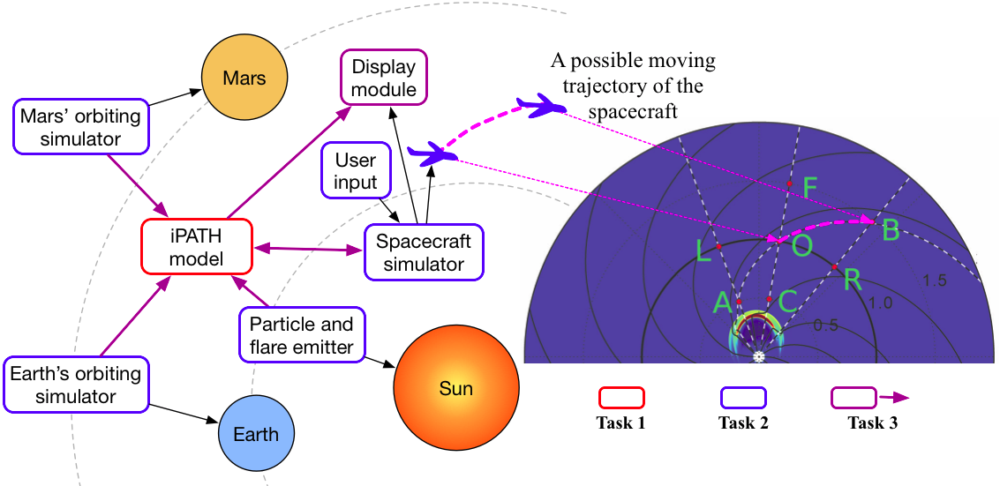 Mars
Mars' orbiting
simulator
Display
module
User
input
iPATH
model
Spacecraft
simulator
Particle and
flare emitter
Earth's orbiting
simulator
Earth
Sun
A possible moving
trajectory of the
spacecraft
F
B
O
L
R
A
C
1.5
1.0
0.5
Task 1
Task 2
Task 3